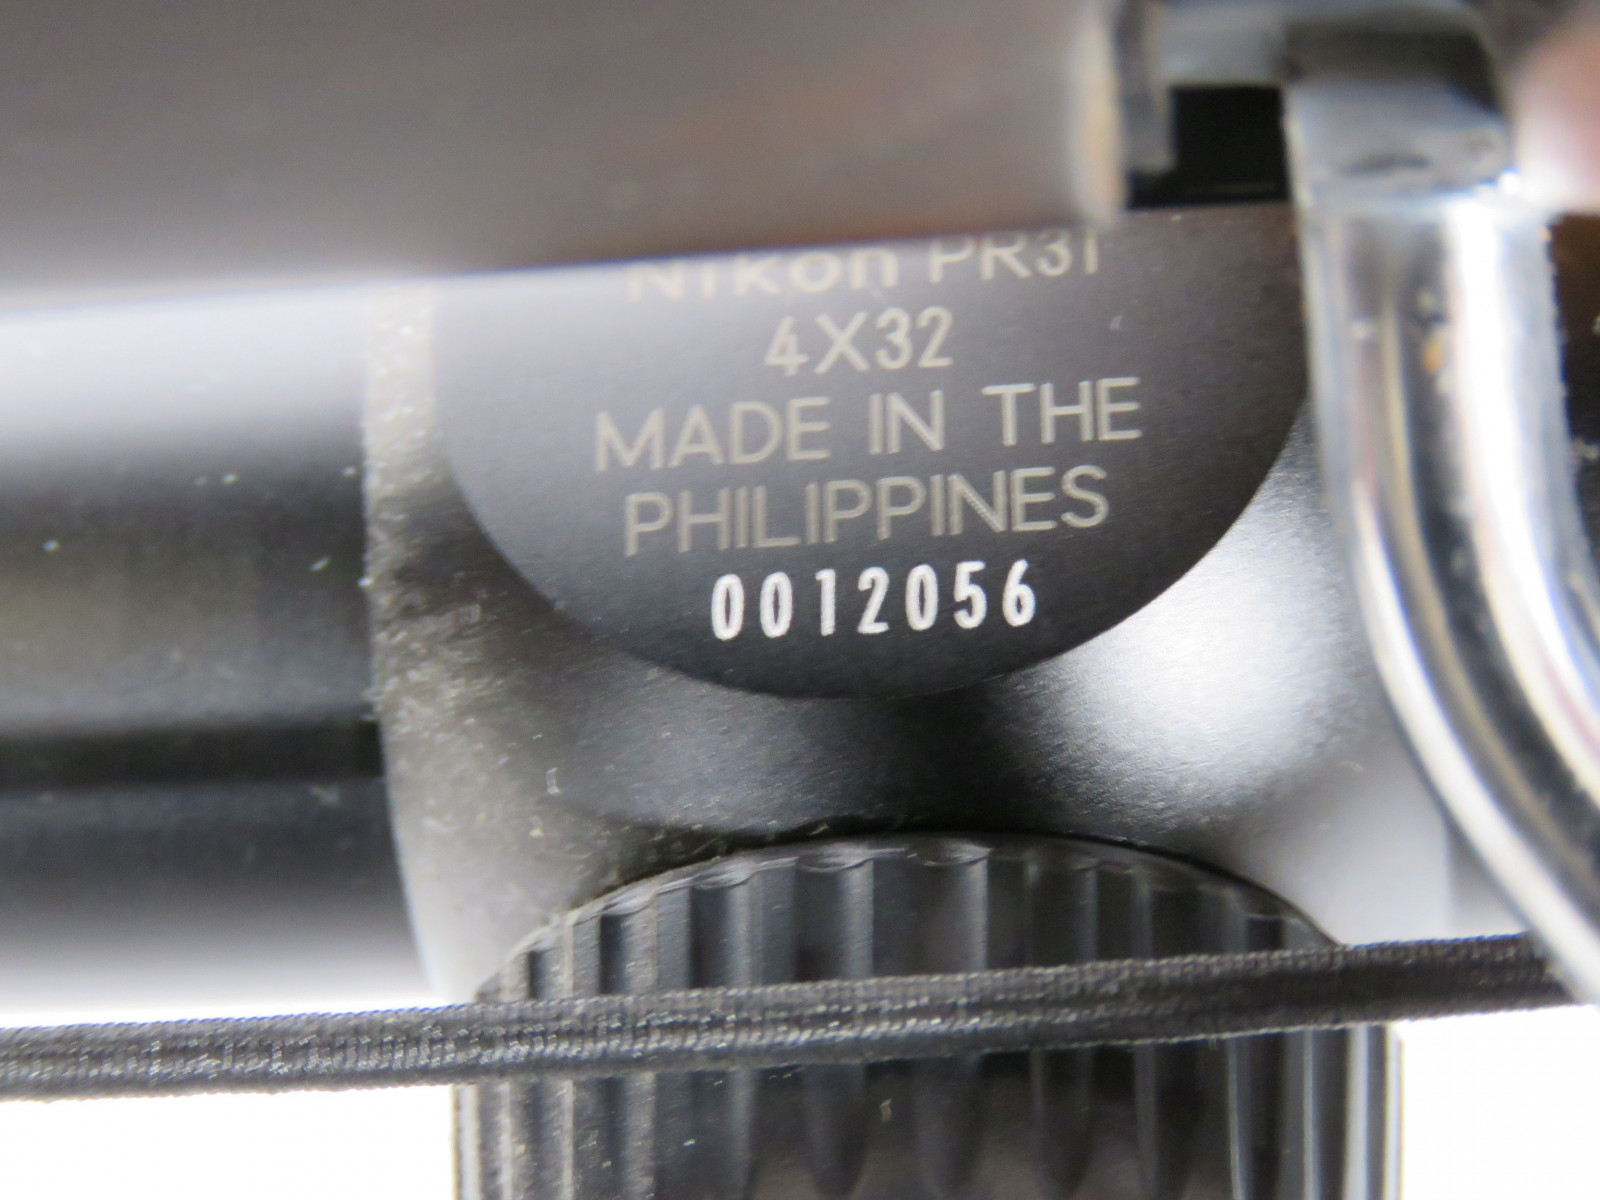 Nikon PR3I
4X32
MADE IN THE
PHILIPPINES
0012056